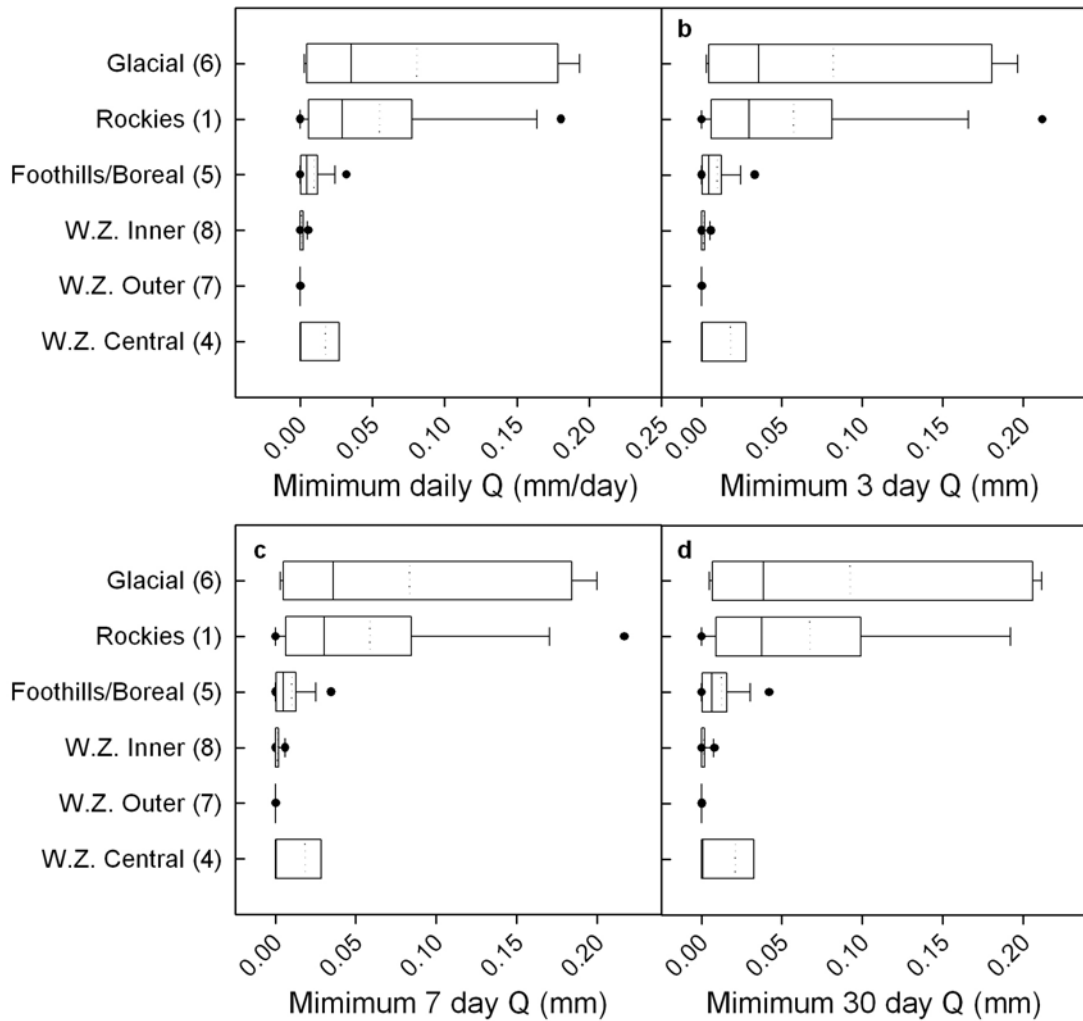 b
Glacial (6)
Rockies (1)
Foothills/Boreal (5)
W.Z. Inner (8)
W.Z. Outer (7)
W.Z. Central (4)
0.00 0.05 0.10 0.15 0.20 0.25
0.00 0.05 0.10 0.15 0.20
Mimimum daily Q (mm/day)
Mimimum 3 day Q (mm)
c
d
Glacial (6)
Rockies (1)
Foothills/Boreal (5)
W.Z. Inner (8)
W.Z. Outer (7)
W.Z. Central (4)
0.00 0.05 0.10 0.15 0.20
0.00 0.05 0.10 0.15 0.20
Mimimum 7 day Q (mm)
Mimimum 30 day Q (mm)